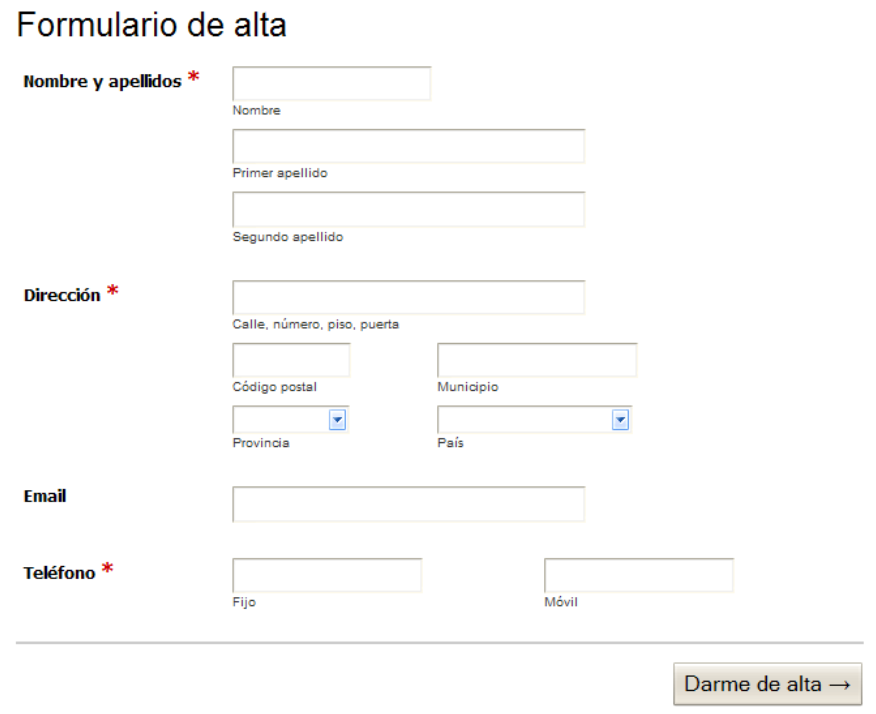 Formulario de alta
Nombre y apellidos *
Nombre
Primer apellido
Segundo apellido
Dirección *
Calle, número, piso, puerta
Código postal Municipio
Provincia País
Email
Teléfono *
Fijo Móvil
Darme de alta →